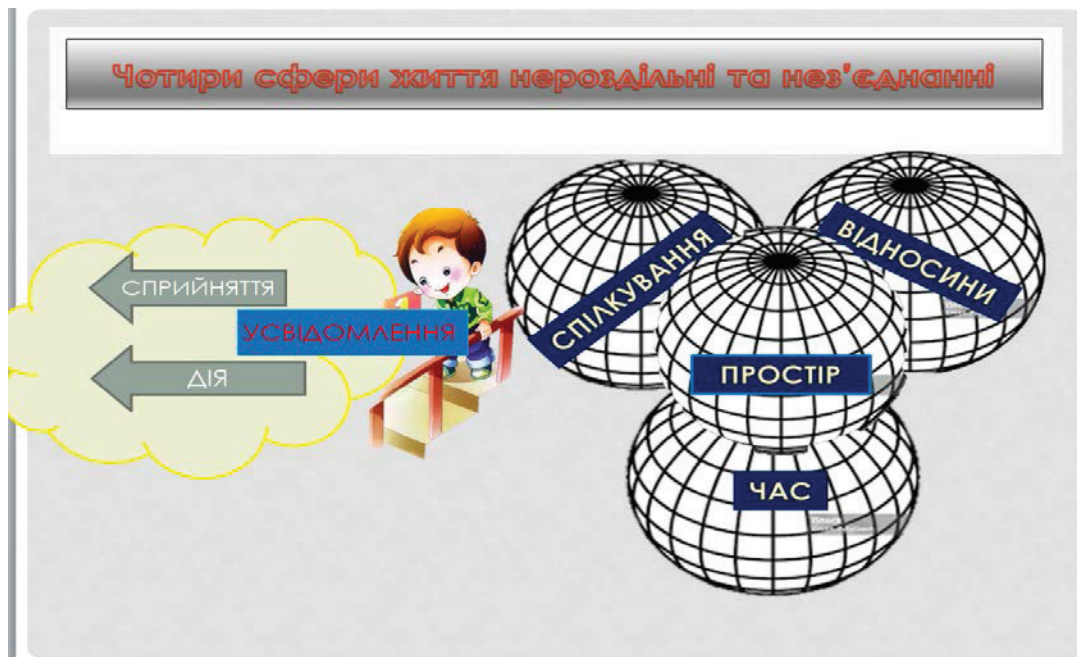 Чотири сфери життя нероздільні та нез'єднанні
СПРИЙНЯТТЯ
УСВІДОМЛЕННЯ
ДІЯ
СПІЛКУВАННЯ
ВІДНОСИНИ
ПРОСТІР
ЧАС